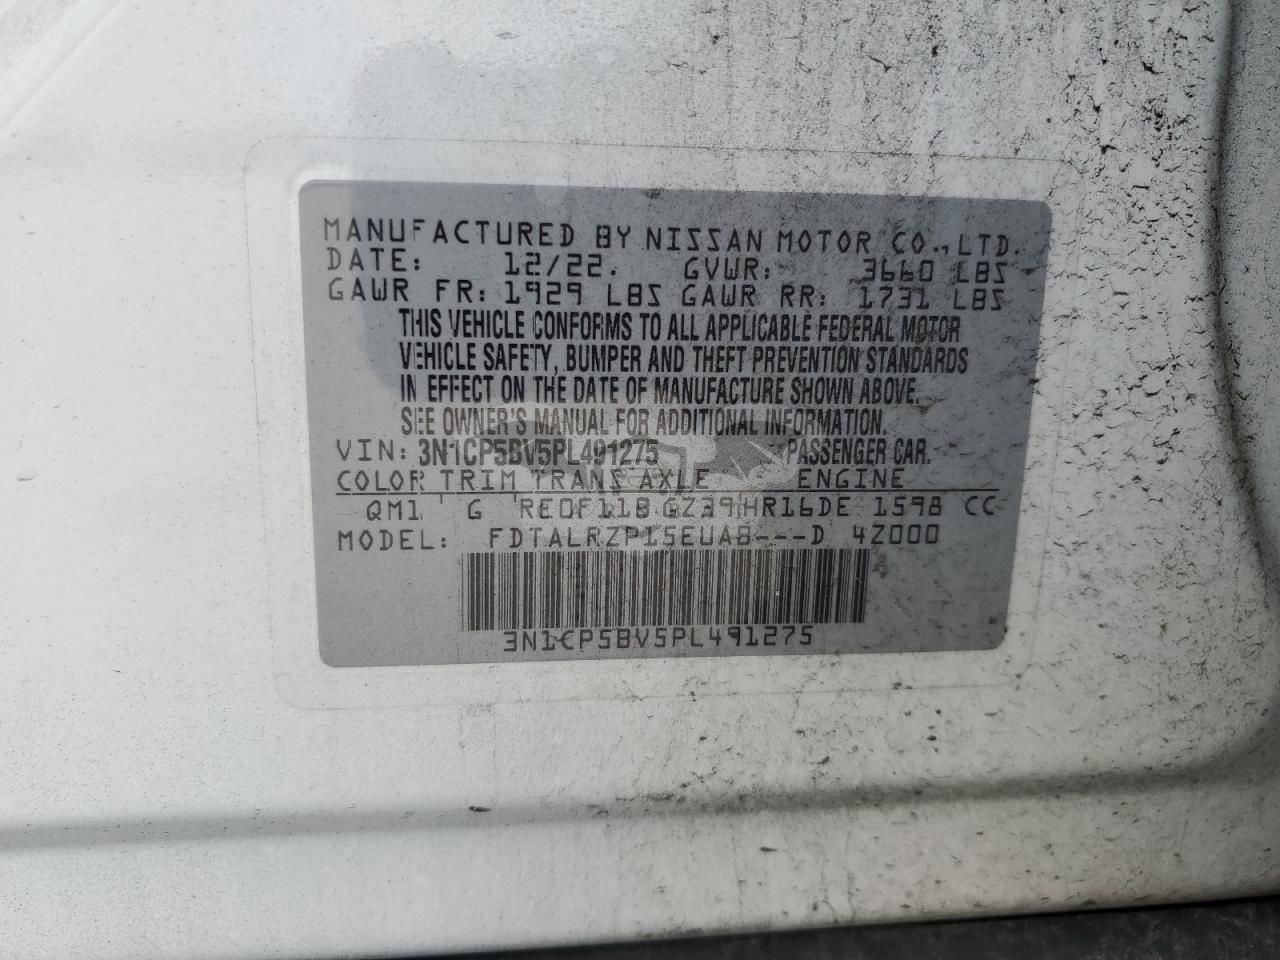 MANUFACTURED BY NISSAN MOTOR CO., LTD.
DATE: 12/22. GVWR: 3660 LBS
GAWR FR: 1929 LBS GAWR RR: 1731 LBS
THIS VEHICLE CONFORMS TO ALL APPLICABLE FEDERAL MOTOR
VEHICLE SAFETY, BUMPER AND THEFT PREVENTION STANDARDS
IN EFFECT ON THE DATE OF MANUFACTURE SHOWN ABOVE.
SEE OWNER'S MANUAL FOR ADDITIONAL INFORMATION.
VIN: 3N1CP5BV5PL491275 PASSENGER CAR.
COLOR TRIM TRANS AXLE ENGINE
QM1 G RE0F11B GZ39 HR16DE 1598 CC
MODEL: FDTALRZP15EUAB---D 4Z000
3N1CP5BV5PL491275